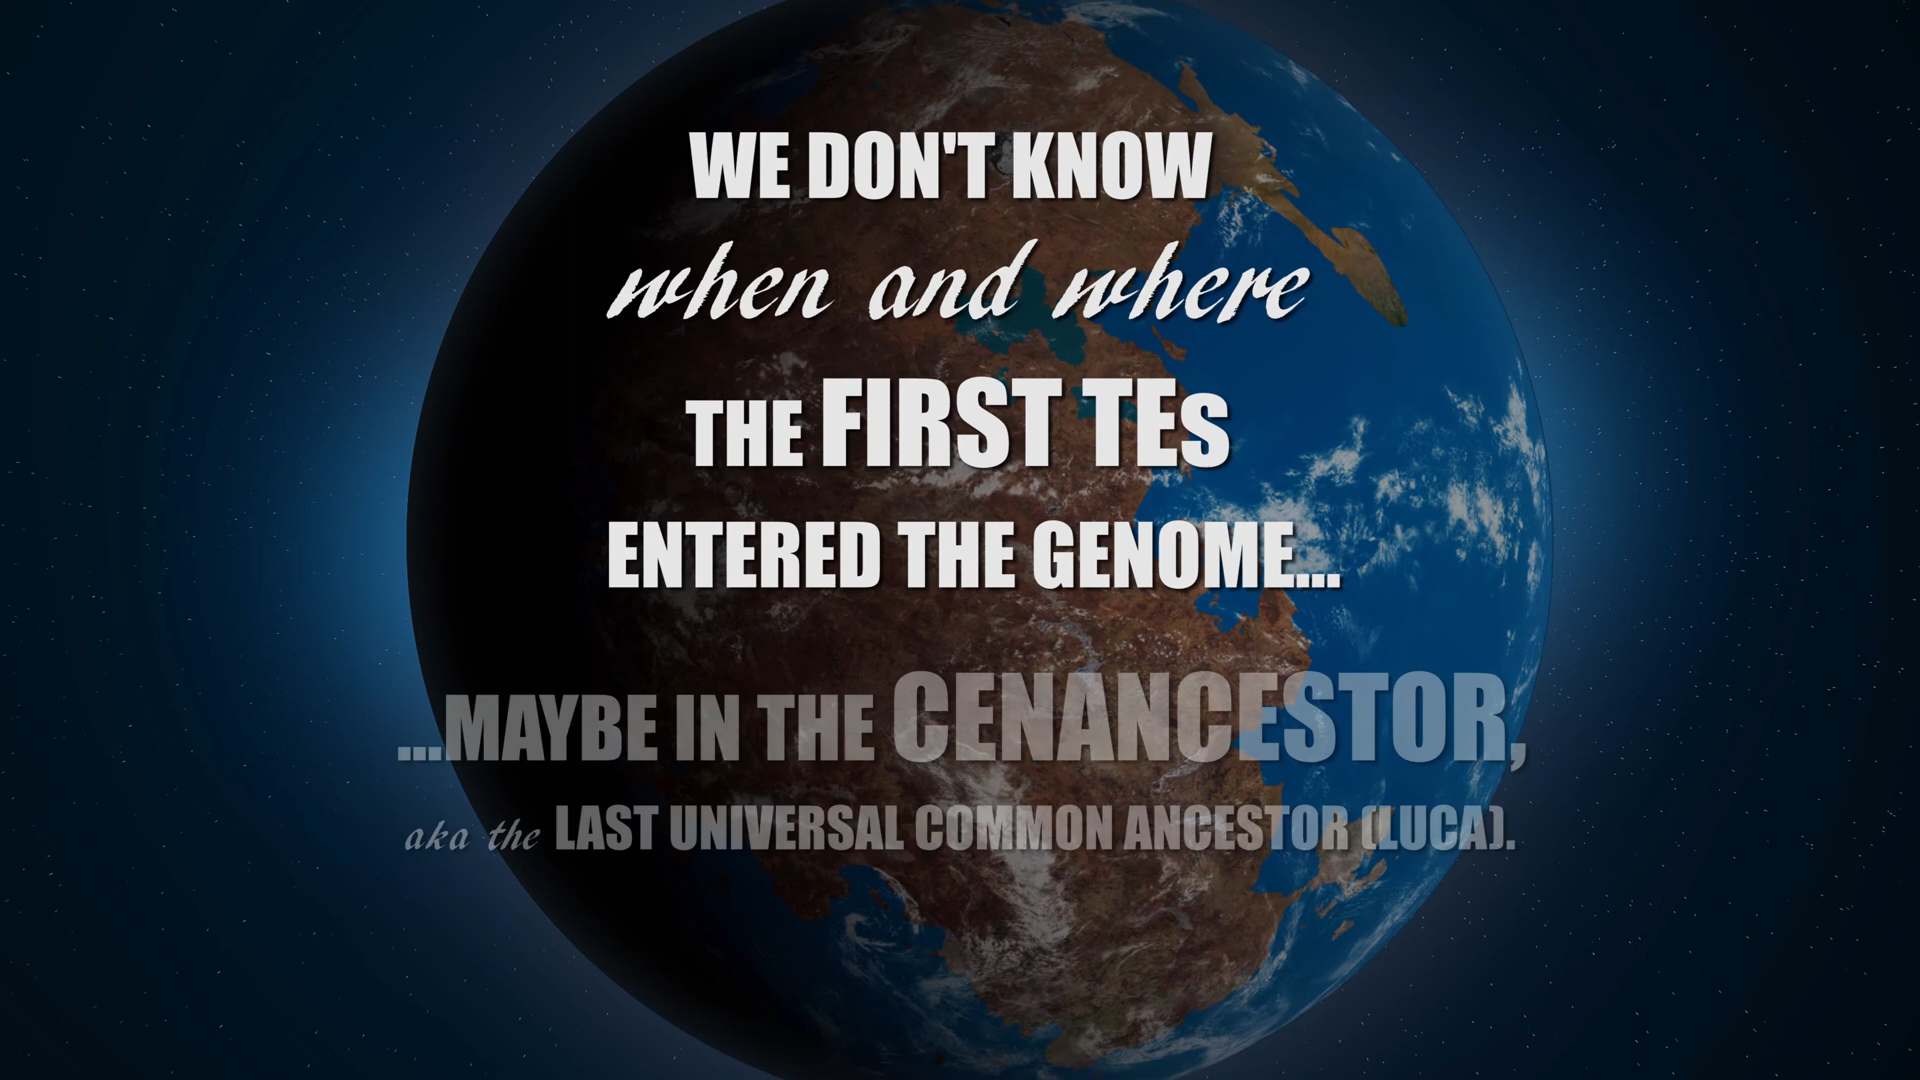 WE DON'T KNOW
when and where
THE FIRST TEs
ENTERED THE GENOME...
...MAYBE IN THE CENANCESTOR,
aka the LAST UNIVERSAL COMMON ANCESTOR (LUCA).